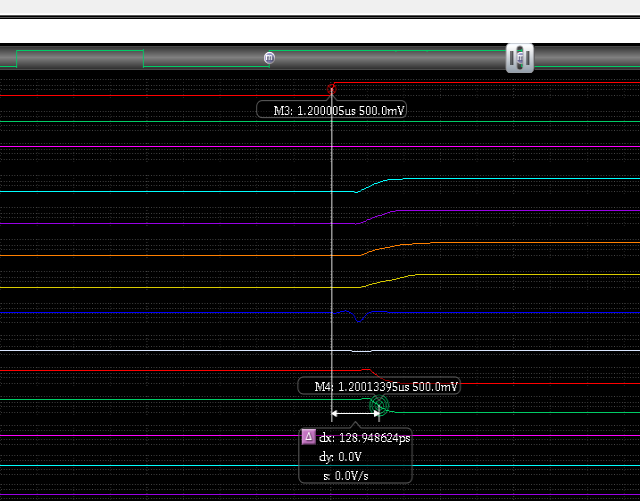 M3: 1.200005us 500.0mV
M4: 1.20013395us 500.0mV
Δ dx: 128.948624ps
dy: 0.0V
s: 0.0V/s